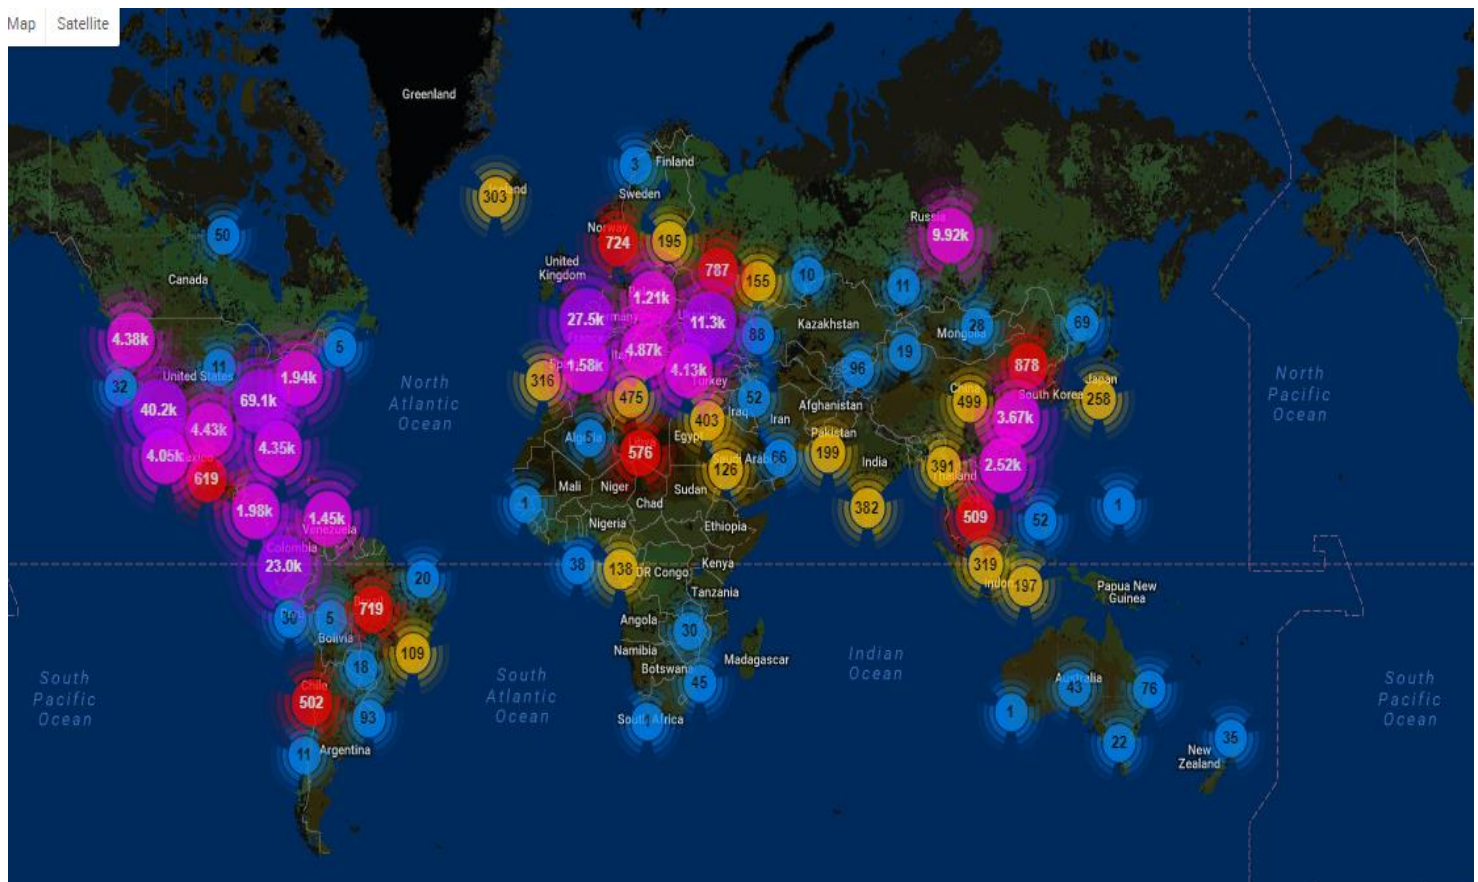 Map Satellite
Greenland
3
Finland
303
Sweden
50
Russia
9.92k
Norway
724
195
United
Kingdom
787
155
10
11
Canada
1.21k
27.5k
11.3k
Kazakhstan
Mongolia
28
69
4.38k
5
88
4.87k
19
11
United States
1.94k
1.58k
4.13k
Turkey
96
878
32
316
North
Atlantic
Ocean
40.2k
69.1k
475
52
Afghanistan
China
499
South Korea
Japan
258
North
Pacific
Ocean
4.43k
403
Iraq
Iran
3.67k
4.05k
4.35k
Algeria
Libya
576
Egypt
126
66
Pakistan
199
India
391
Thailand
2.52k
619
Mali
Niger
Sudan
Chad
1.98k
1.45k
Venezuela
1
Nigeria
Ethiopia
382
509
52
1
Colombia
23.0k
20
38
138
DR Congo
Kenya
Tanzania
319
197
Papua New
Guinea
5
719
Bolivia
Angola
30
109
18
Namibia
Botswana
Madagascar
Indian
Ocean
South
Pacific
Ocean
Chile
502
93
South
Atlantic
Ocean
45
South Africa
Australia
43
76
1
22
35
New
Zealand
South
Pacific
Ocean
11
Argentina